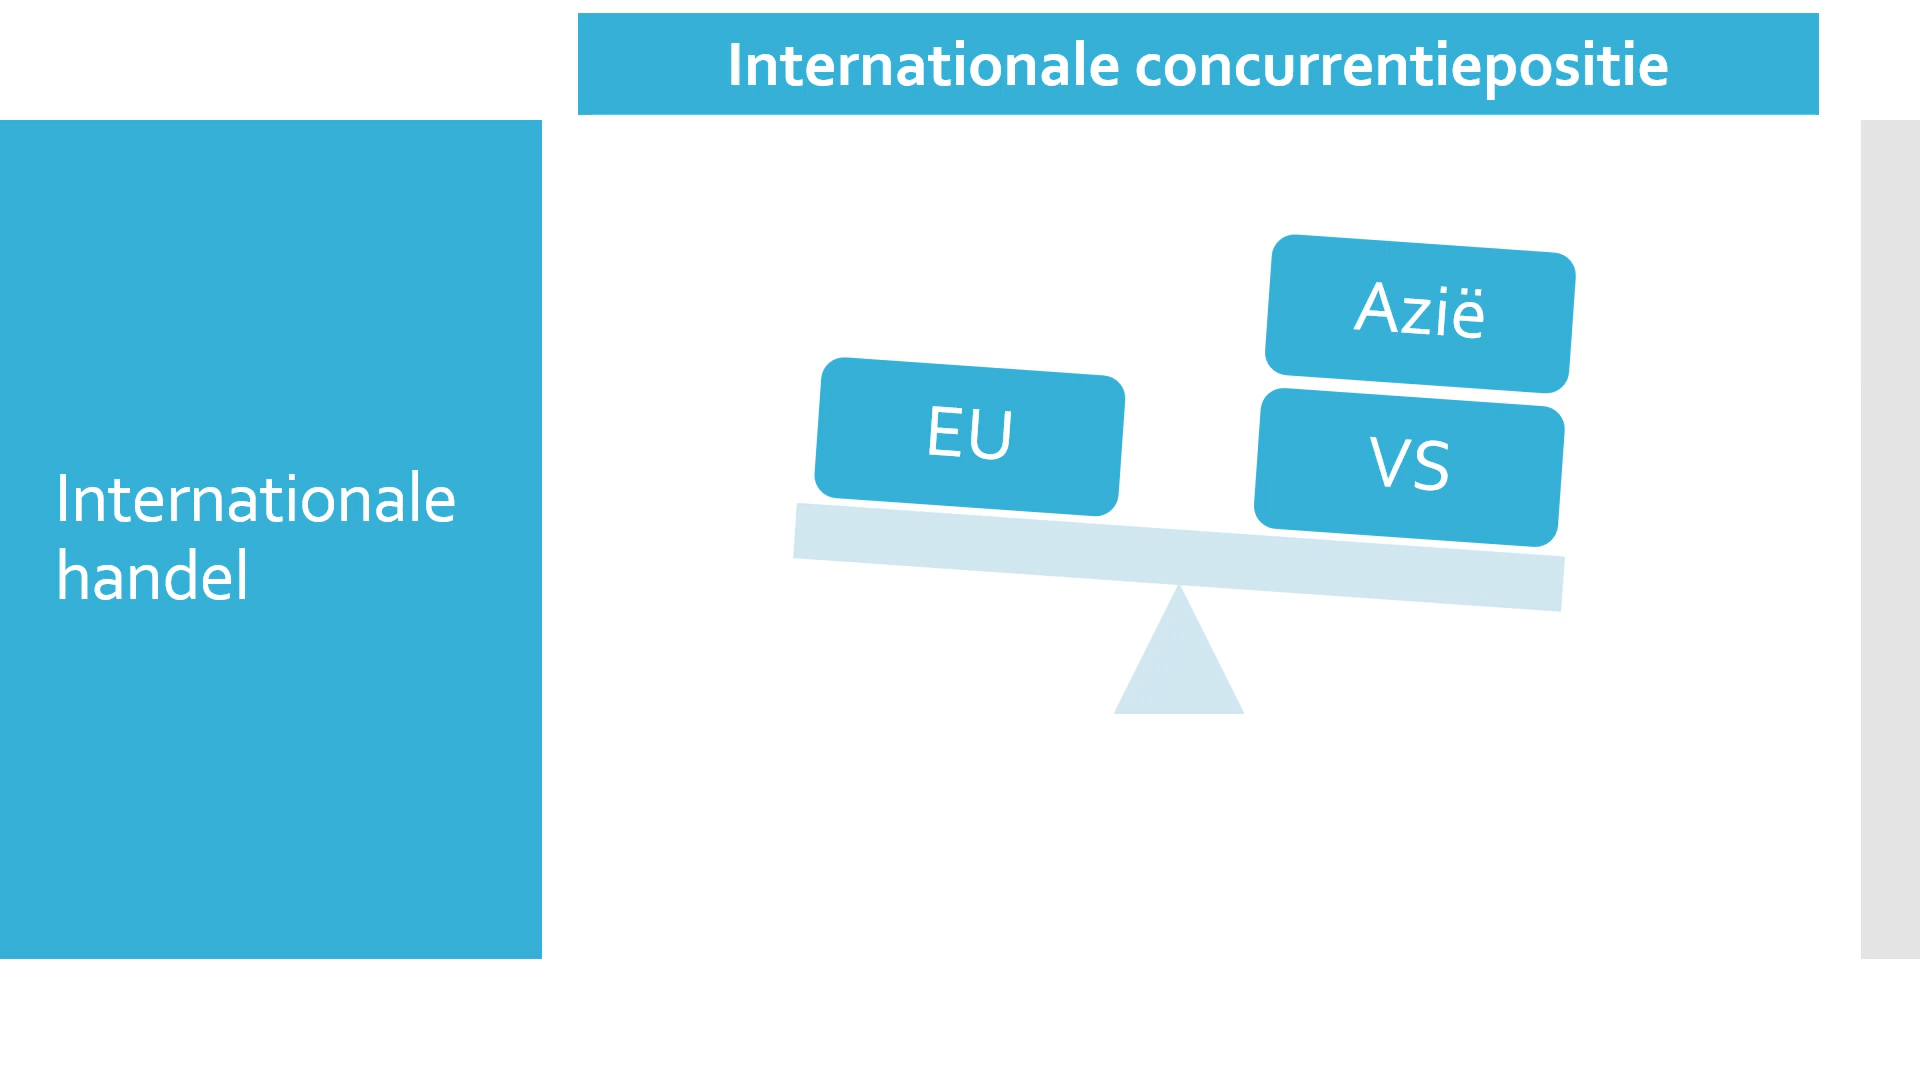 Internationale concurrentiepositie
Internationale
handel
EU
Azië
VS